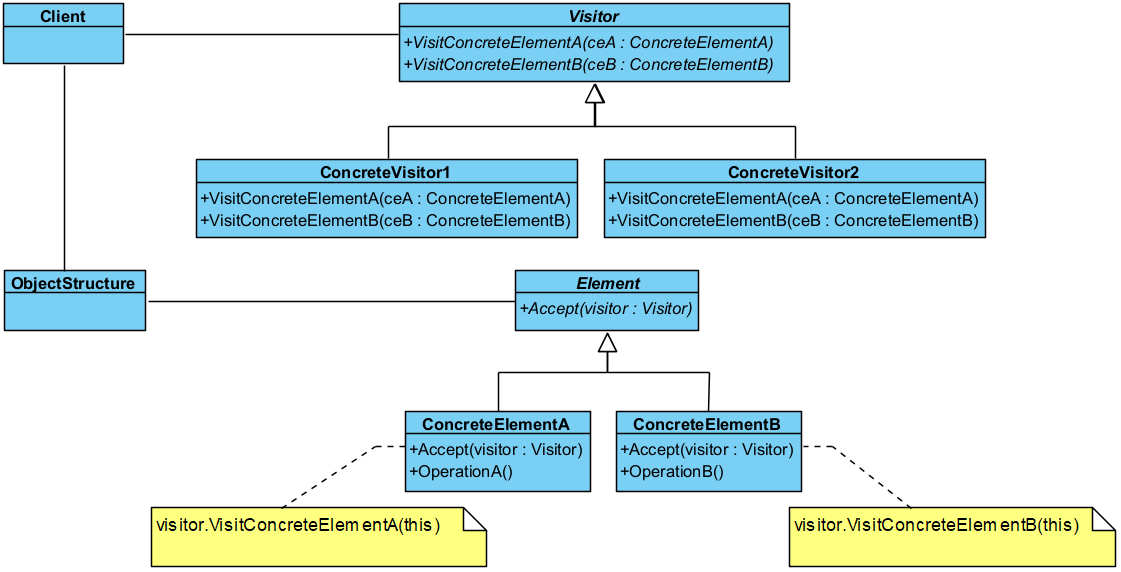 Client
Visitor
+VisitConcreteElementA(ceA : ConcreteElementA)
+VisitConcreteElementB(ceB : ConcreteElementB)
ConcreteVisitor1
+VisitConcreteElementA(ceA : ConcreteElementA)
+VisitConcreteElementB(ceB : ConcreteElementB)
ConcreteVisitor2
+VisitConcreteElementA(ceA : ConcreteElementA)
+VisitConcreteElementB(ceB : ConcreteElementB)
ObjectStructure
Element
+Accept(visitor : Visitor)
ConcreteElementA
+Accept(visitor : Visitor)
+OperationA()
ConcreteElementB
+Accept(visitor : Visitor)
+OperationB()
visitor.VisitConcreteElementA(this)
visitor.VisitConcreteElementB(this)